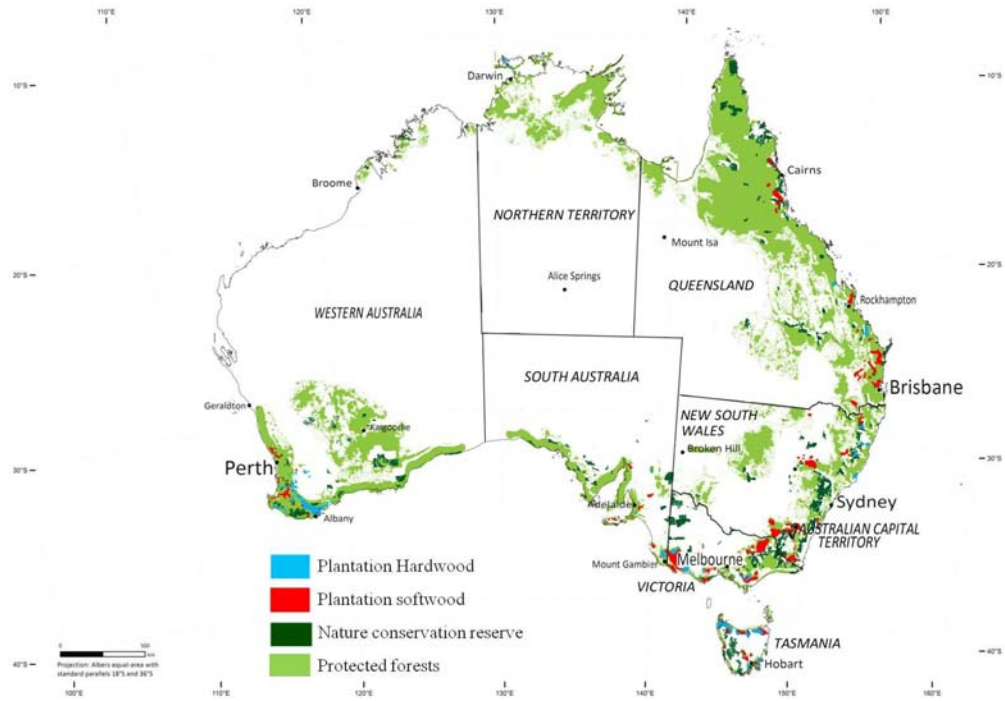 110°E
120°E
130°E
140°E
150°E
10°S
10°S
Darwin
Cairns
Broome
NORTHERN TERRITORY
Mount Isa
20°S
20°S
Alice Springs
QUEENSLAND
Rockhampton
WESTERN AUSTRALIA
SOUTH AUSTRALIA
Brisbane
Geraldton
NEW SOUTH
WALES
Kalgoorlie
Broken Hill
30°S
30°S
Perth
Sydney
Albany
Adelaide
AUSTRALIAN CAPITAL
TERRITORY
Mount Gambier
Melbourne
VICTORIA
Plantation Hardwood
Plantation softwood
Nature conservation reserve
Protected forests
TASMANIA
Hobart
0 500
km
Projection: Albers equal-area with
standard parallels 18°S and 36°S
40°S
40°S
100°E
110°E
120°E
130°E
140°E
150°E
160°E